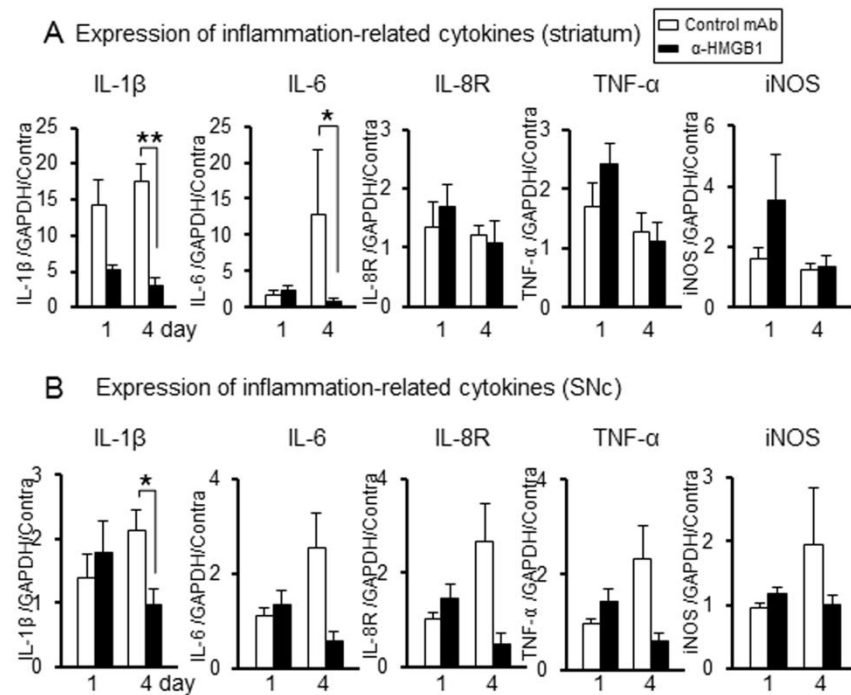 A Expression of inflammation-related cytokines (striatum)
Control mAb
α-HMGB1
IL-1β IL-6 IL-8R TNF-α iNOS
IL-1β /GAPDH/Contra
25
20
15
10
5
0
**
1 4 day
IL-6 /GAPDH/Contra
25
20
15
10
5
0
*
1 4
IL-8R /GAPDH/Contra
3
2
1
0
1 4
TNF-α /GAPDH/Contra
3
2
1
0
1 4
iNOS /GAPDH/Contra
6
4
2
0
1 4
B Expression of inflammation-related cytokines (SNc)
IL-1β IL-6 IL-8R TNF-α iNOS
IL-1β /GAPDH/Contra
3
2
1
0
*
1 4 day
IL-6 /GAPDH/Contra
4
2
0
1 4
IL-8R /GAPDH/Contra
4
2
0
1 4
TNF-α /GAPDH/Contra
4
2
0
1 4
iNOS /GAPDH/Contra
3
2
1
0
1 4